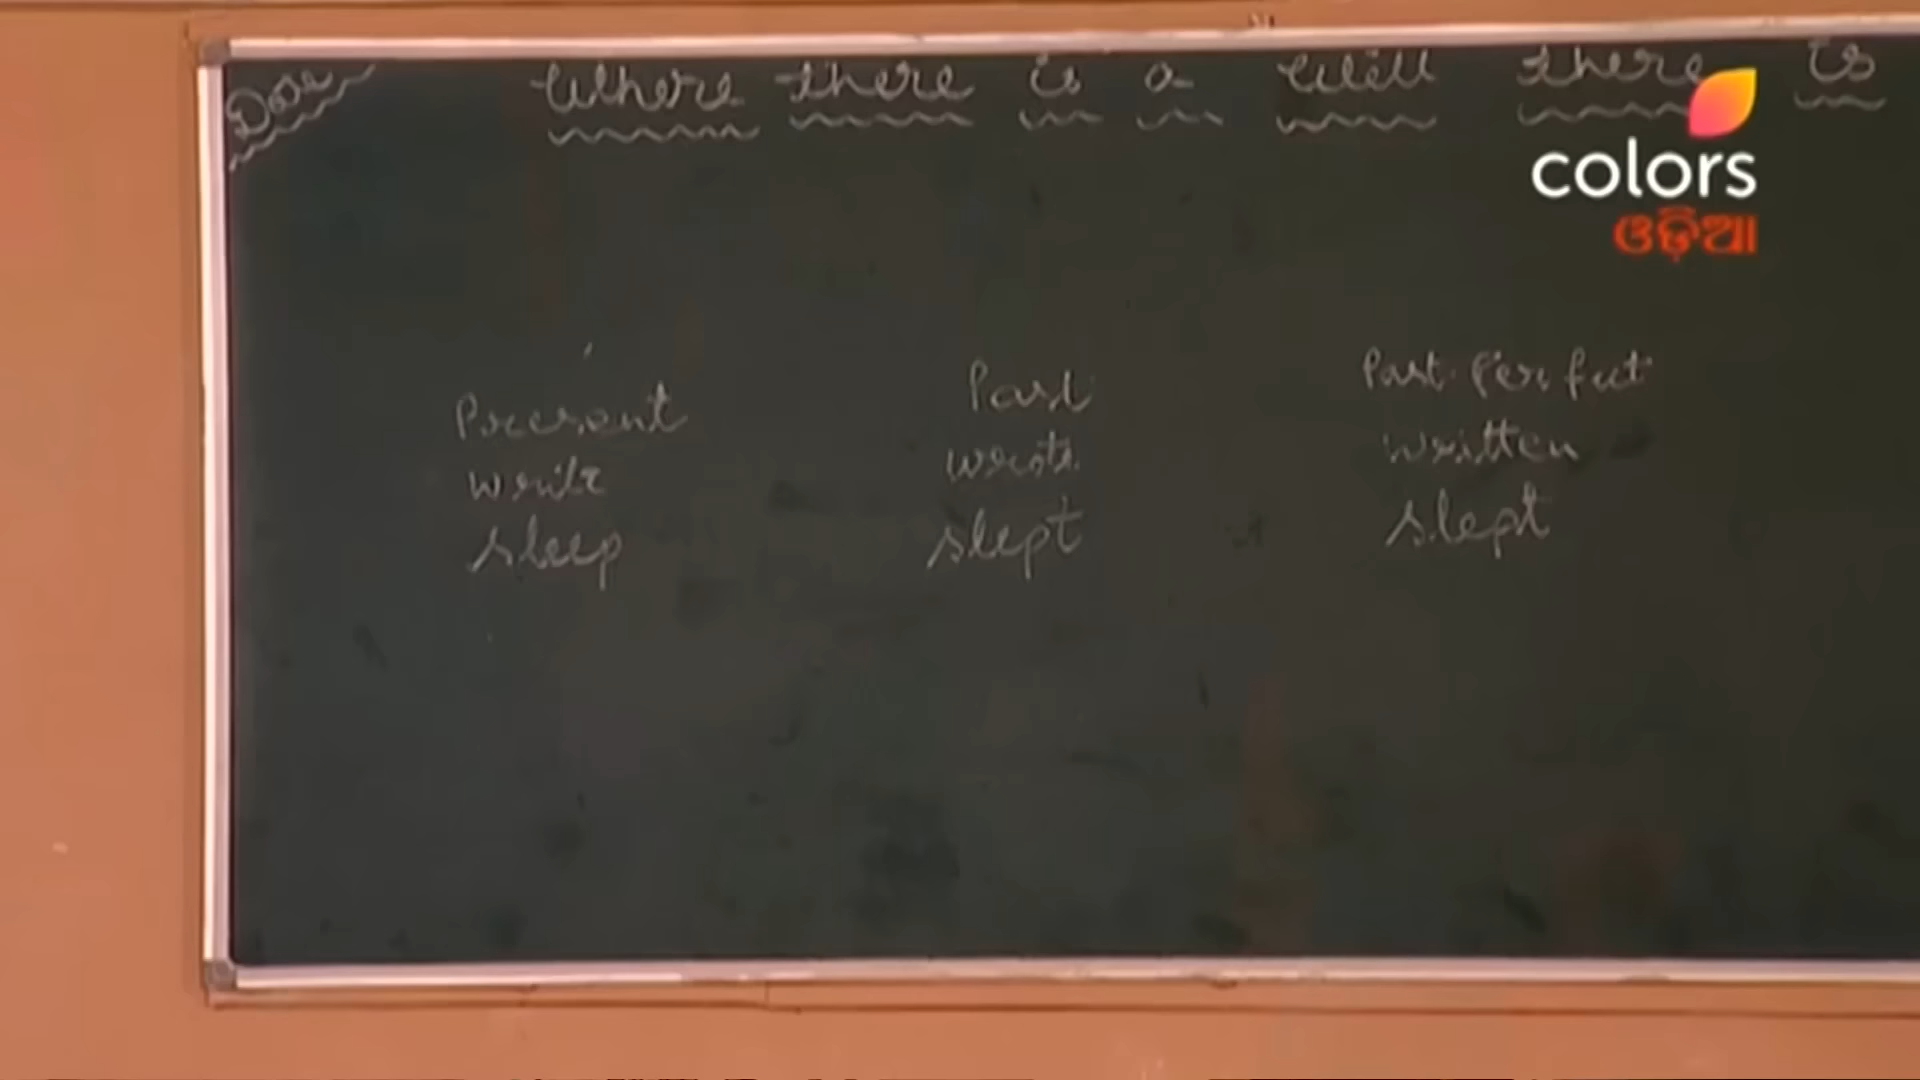 Where there is a Will there is
colors
ଓଡ଼ିଆ
Present Past Past Perfect
write wrote written
sleep slept slept